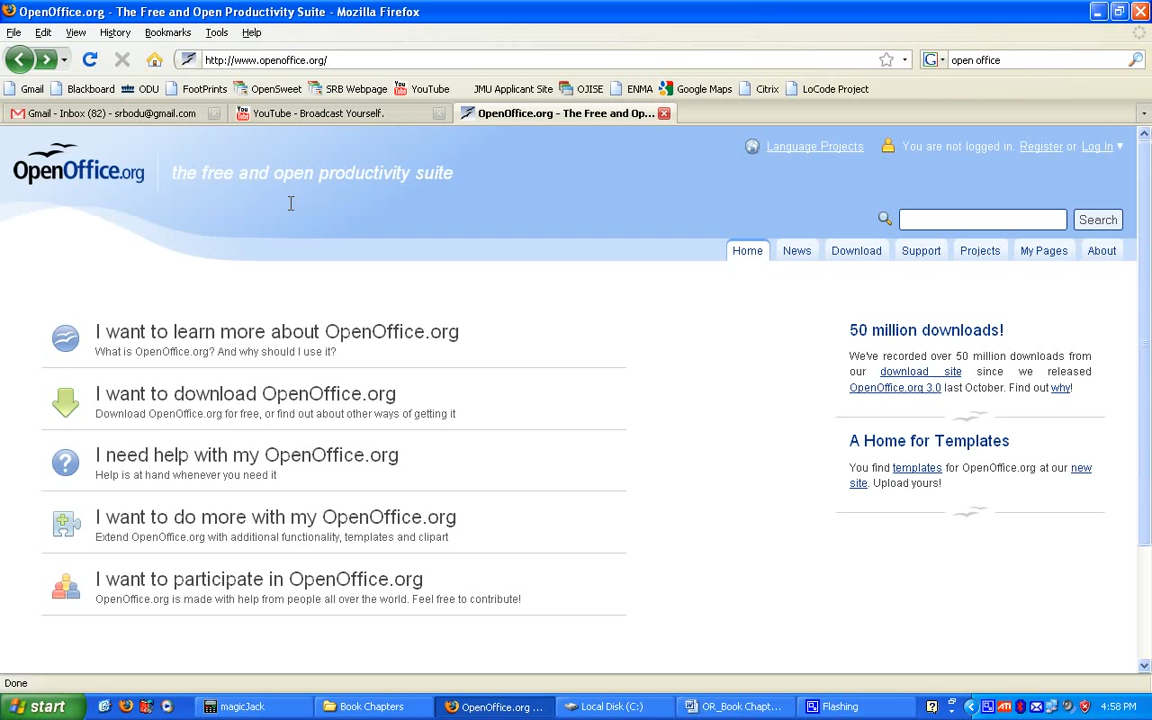 OpenOffice.org - The Free and Open Productivity Suite - Mozilla Firefox
File Edit View History Bookmarks Tools Help
http://www.openoffice.org/ G open office
Gmail Blackboard ODU FootPrints OpenSweet SRB Webpage YouTube JMU Applicant Site OJISE ENMA Google Maps Citrix LoCode Project
Gmail - Inbox (82) - srbodu@gmail.com YouTube - Broadcast Yourself. OpenOffice.org - The Free and Op...
Language Projects You are not logged in. Register or Log In
OpenOffice.org the free and open productivity suite
Search
Home News Download Support Projects My Pages About
I want to learn more about OpenOffice.org
What is OpenOffice.org? And why should I use it?
I want to download OpenOffice.org
Download OpenOffice.org for free, or find out about other ways of getting it
I need help with my OpenOffice.org
Help is at hand whenever you need it
I want to do more with my OpenOffice.org
Extend OpenOffice.org with additional functionality, templates and clipart
I want to participate in OpenOffice.org
OpenOffice.org is made with help from people all over the world. Feel free to contribute!
50 million downloads!
We've recorded over 50 million downloads from
our download site since we released
OpenOffice.org 3.0 last October. Find out why!
A Home for Templates
You find templates for OpenOffice.org at our new
site. Upload yours!
Done
start magicJack Book Chapters OpenOffice.org ... Local Disk (C:) OR_Book Chapt... Flashing 4:58 PM